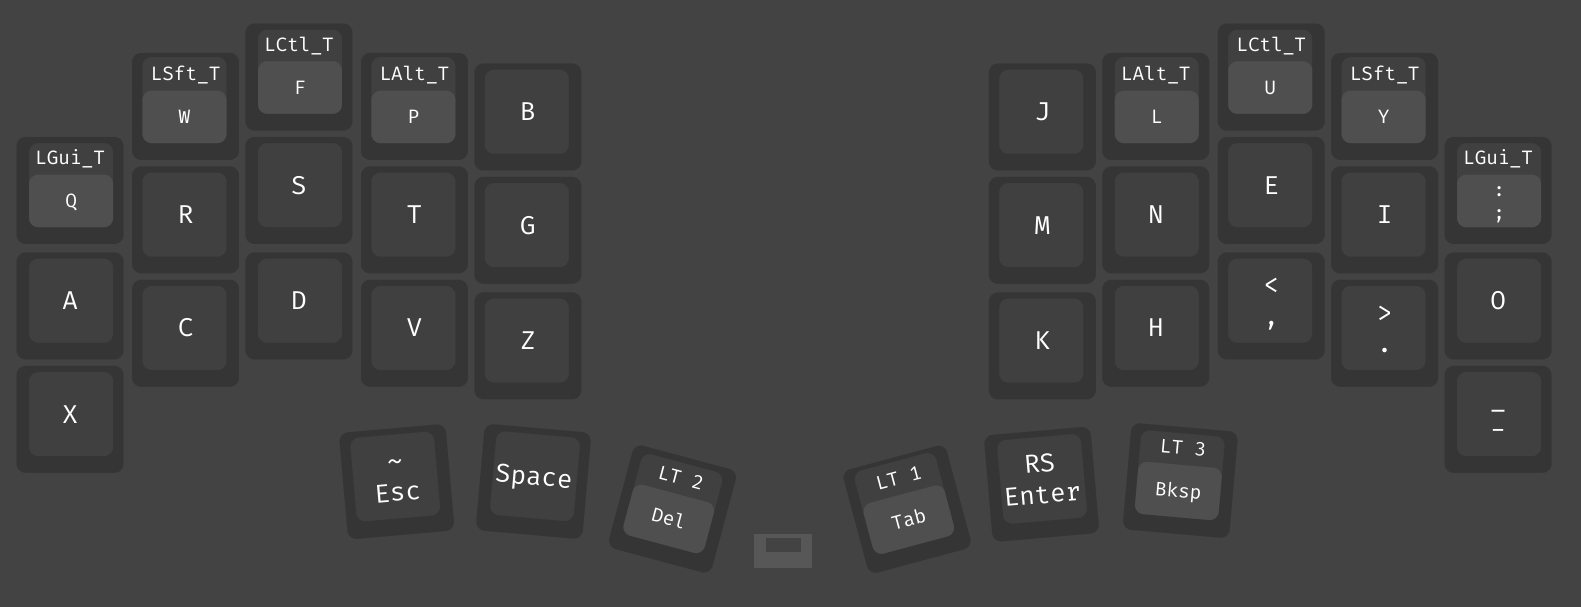 LGui_T
Q
LSft_T
W
LCtl_T
F
LAlt_T
P
B
J
LAlt_T
L
LCtl_T
U
LSft_T
Y
LGui_T
:
;
A
R
S
T
G
M
N
E
I
O
X
C
D
V
Z
K
H
<
,
>
.
_
-
~
Esc
Space
LT 2
Del
LT 1
Tab
RS
Enter
LT 3
Bksp